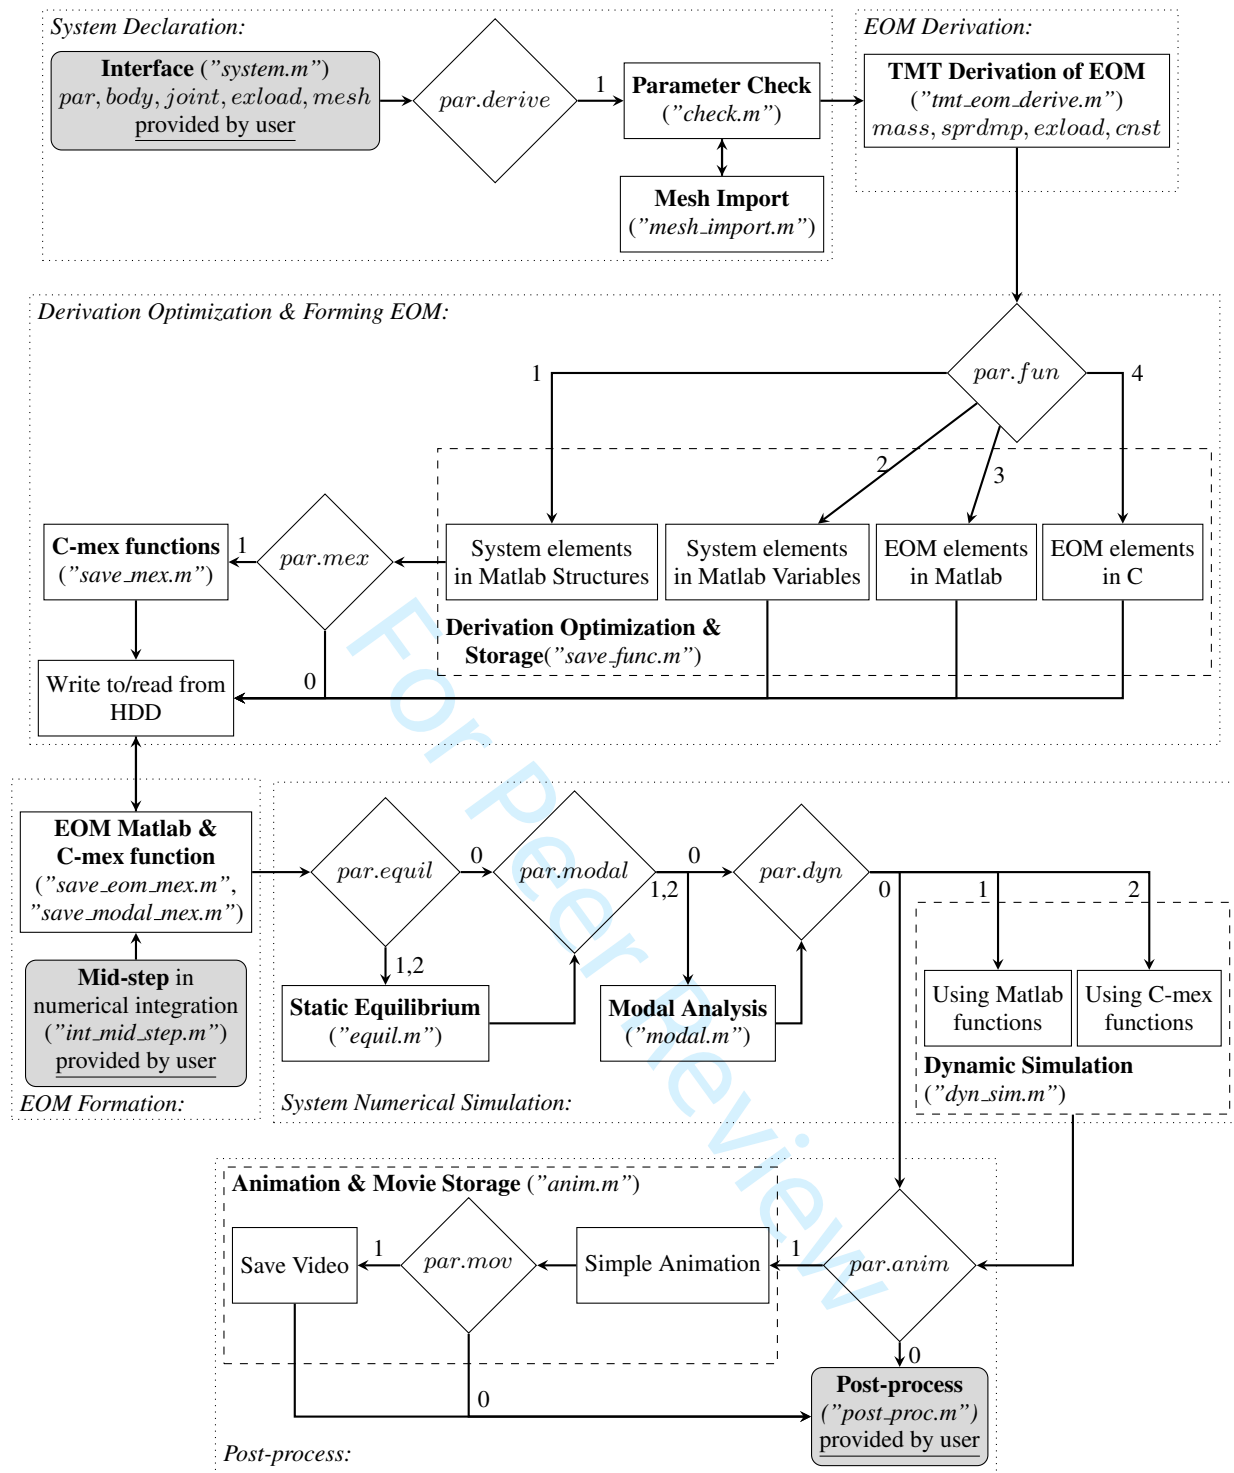 System Declaration:
Interface ("system.m")
par, body, joint, exload, mesh
provided by user
par.derive
1
Parameter Check
("check.m")
Mesh Import
("mesh_import.m")
EOM Derivation:
TMT Derivation of EOM
("tmt_eom_derive.m")
mass, sprdmp, exload, cnst
Derivation Optimization & Forming EOM:
par.fun
1
2
3
4
System elements
in Matlab Structures
System elements
in Matlab Variables
EOM elements
in Matlab
EOM elements
in C
Derivation Optimization &
Storage("save_func.m")
par.mex
1
0
C-mex functions
("save_mex.m")
Write to/read from
HDD
EOM Matlab &
C-mex function
("save_eom_mex.m",
"save_modal_mex.m")
Mid-step in
numerical integration
("int_mid_step.m")
provided by user
EOM Formation:
par.equil
0
1,2
Static Equilibrium
("equil.m")
par.modal
0
1,2
Modal Analysis
("modal.m")
par.dyn
0
1
2
Using Matlab
functions
Using C-mex
functions
Dynamic Simulation
("dyn_sim.m")
System Numerical Simulation:
Animation & Movie Storage ("anim.m")
Save Video
1
par.mov
0
Simple Animation
1
par.anim
0
Post-process
("post_proc.m")
provided by user
Post-process:
For Peer Review